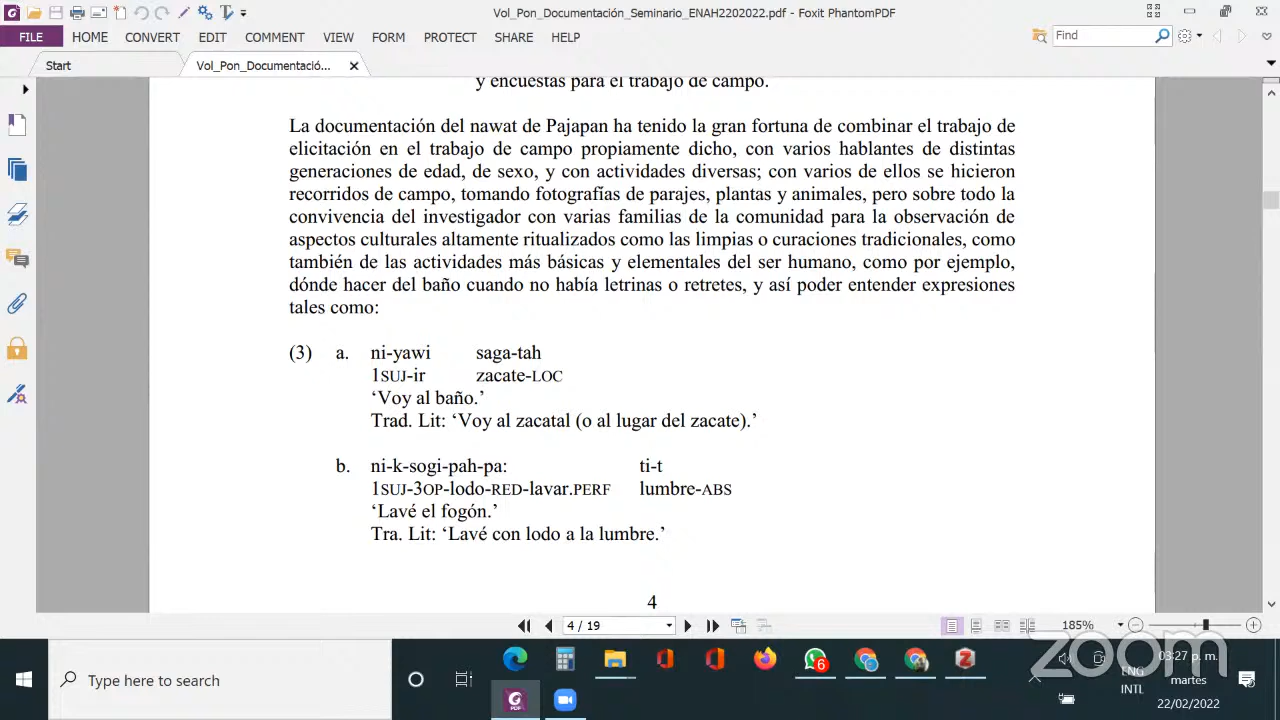 Vol_Pon_Documentación_Seminario_ENAH2202022.pdf - Foxit PhantomPDF
FILE HOME CONVERT EDIT COMMENT VIEW FORM PROTECT SHARE HELP Find
Start Vol_Pon_Documentació...
y encuestas para el trabajo de campo.
La documentación del nawat de Pajapan ha tenido la gran fortuna de combinar el trabajo de
elicitación en el trabajo de campo propiamente dicho, con varios hablantes de distintas
generaciones de edad, de sexo, y con actividades diversas; con varios de ellos se hicieron
recorridos de campo, tomando fotografías de parajes, plantas y animales, pero sobre todo la
convivencia del investigador con varias familias de la comunidad para la observación de
aspectos culturales altamente ritualizados como las limpias o curaciones tradicionales, como
también de las actividades más básicas y elementales del ser humano, como por ejemplo,
dónde hacer del baño cuando no había letrinas o retretes, y así poder entender expresiones
tales como:
(3) a. ni-yawi saga-tah
1SUJ-ir zacate-LOC
‘Voy al baño.’
Trad. Lit: ‘Voy al zacatal (o al lugar del zacate).’
b. ni-k-sogi-pah-pa: ti-t
1SUJ-3OP-lodo-RED-lavar.PERF lumbre-ABS
‘Lavé el fogón.’
Tra. Lit: ‘Lavé con lodo a la lumbre.’
4
4 / 19 185%
zoom
Type here to search 6 ENG INTL 03:27 p. m. martes 22/02/2022
PDF